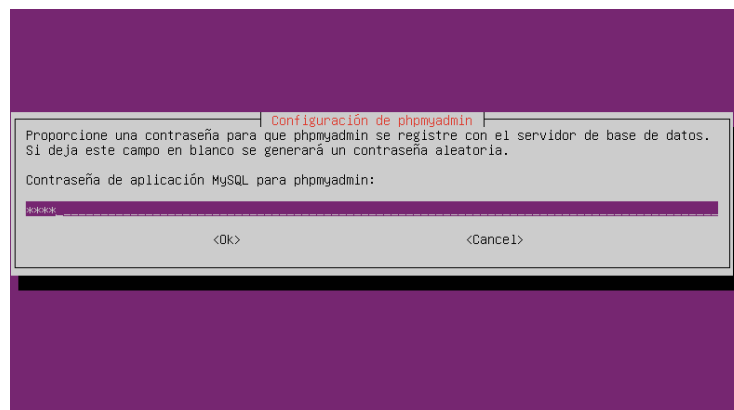 Configuración de phpmyadmin
Proporcione una contraseña para que phpmyadmin se registre con el servidor de base de datos.
Si deja este campo en blanco se generará un contraseña aleatoria.
Contraseña de aplicación MySQL para phpmyadmin:
****
<Ok> <Cancel>